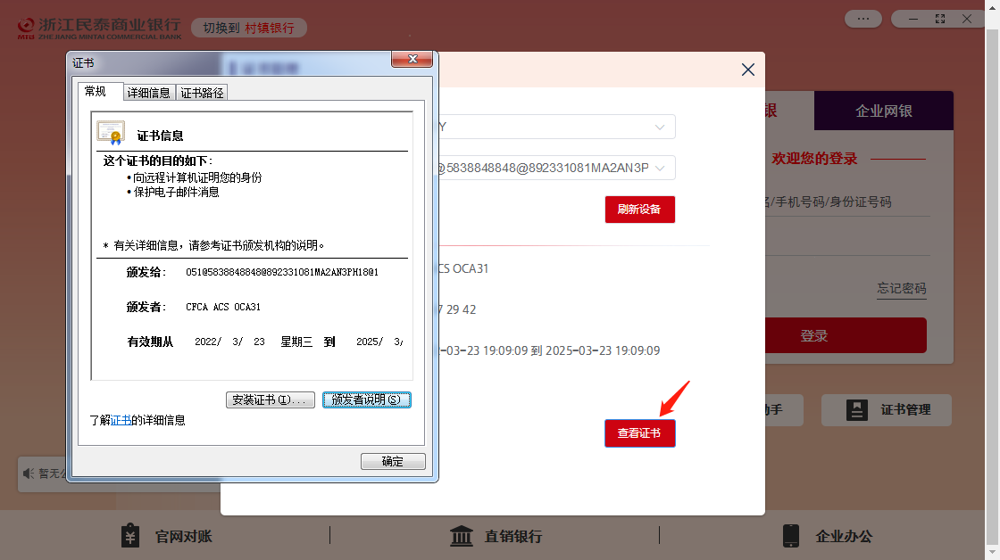 浙江民泰商业银行
MTB ZHEJIANG MINTAI COMMERCIAL BANK
切换到 村镇银行
证书
证书管理
常规 详细信息 证书路径
证书信息
这个证书的目的如下:
•向远程计算机证明您的身份
•保护电子邮件消息
* 有关详细信息，请参考证书颁发机构的说明。
颁发给: 051@5838848848@892331081MA2AN3PH18@1
颁发者: CFCA ACS OCA31
有效期从 2022/ 3/ 23 星期三 到 2025/ 3/
安装证书(I)... 颁发者说明(S)
了解证书的详细信息
确定
Y
@5838848848@892331081MA2AN3P
刷新设备
CS OCA31
7 29 42
-03-23 19:09:09 到 2025-03-23 19:09:09
查看证书
银
企业网银
欢迎您的登录
名/手机号码/身份证号码
忘记密码
登录
助手
证书管理
暂无公
官网对账
直销银行
企业办公